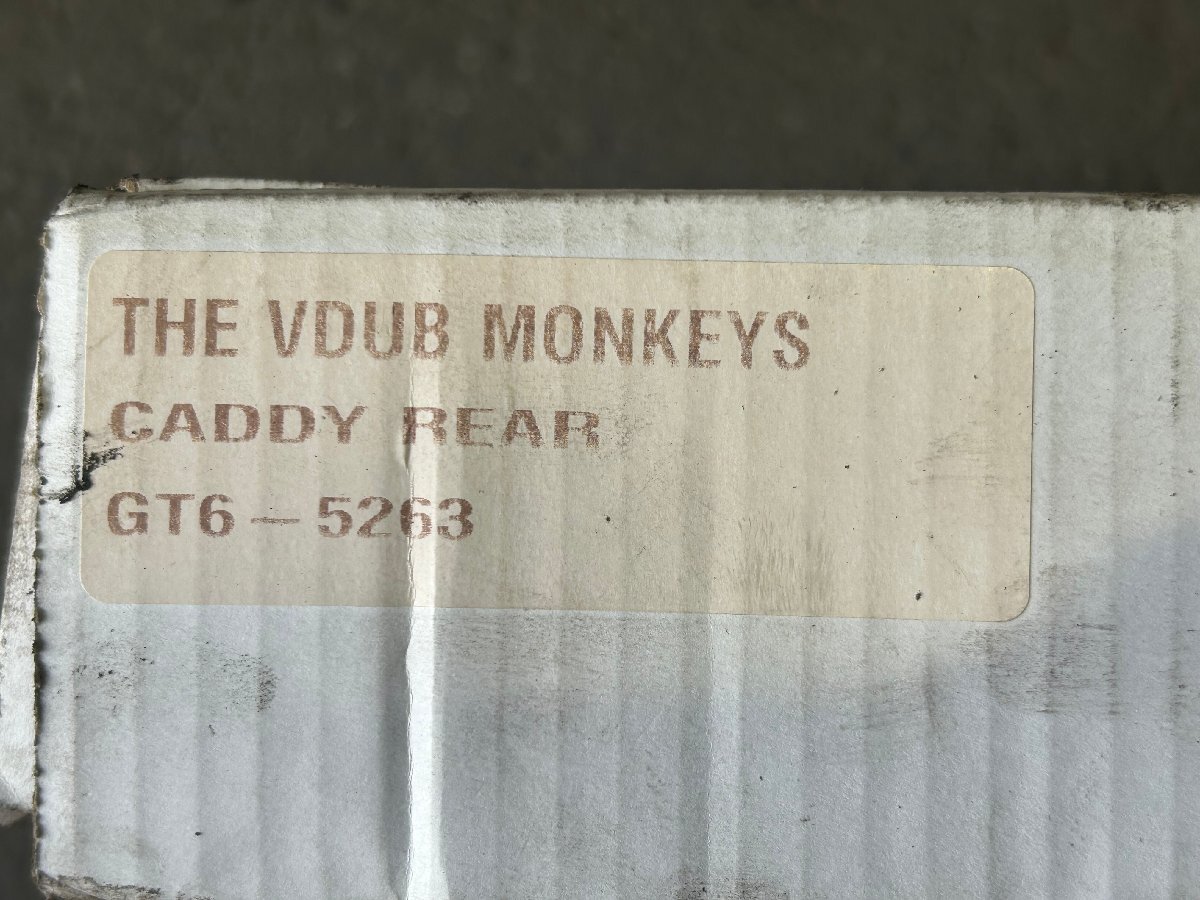 THE VDUB MONKEYS
CADDY REAR
GT6-5263